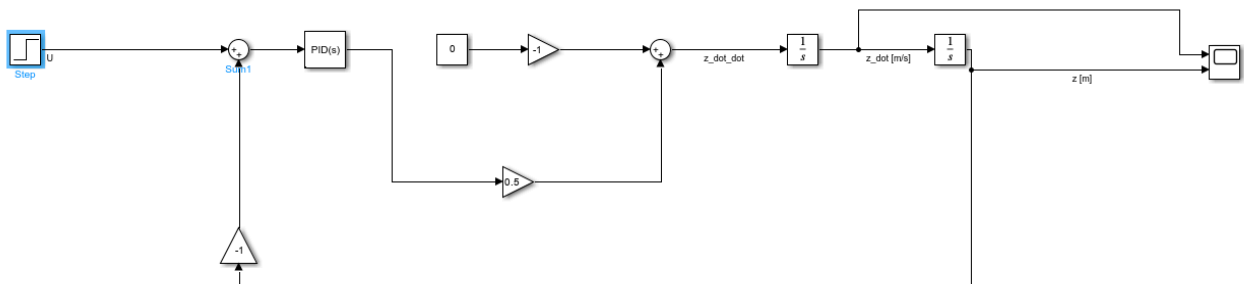 U
Step
+
+
Sum1
PID(s)
0
-1
+
+
z_dot_dot
1
s
z_dot [m/s]
1
s
z [m]
0.5
-1